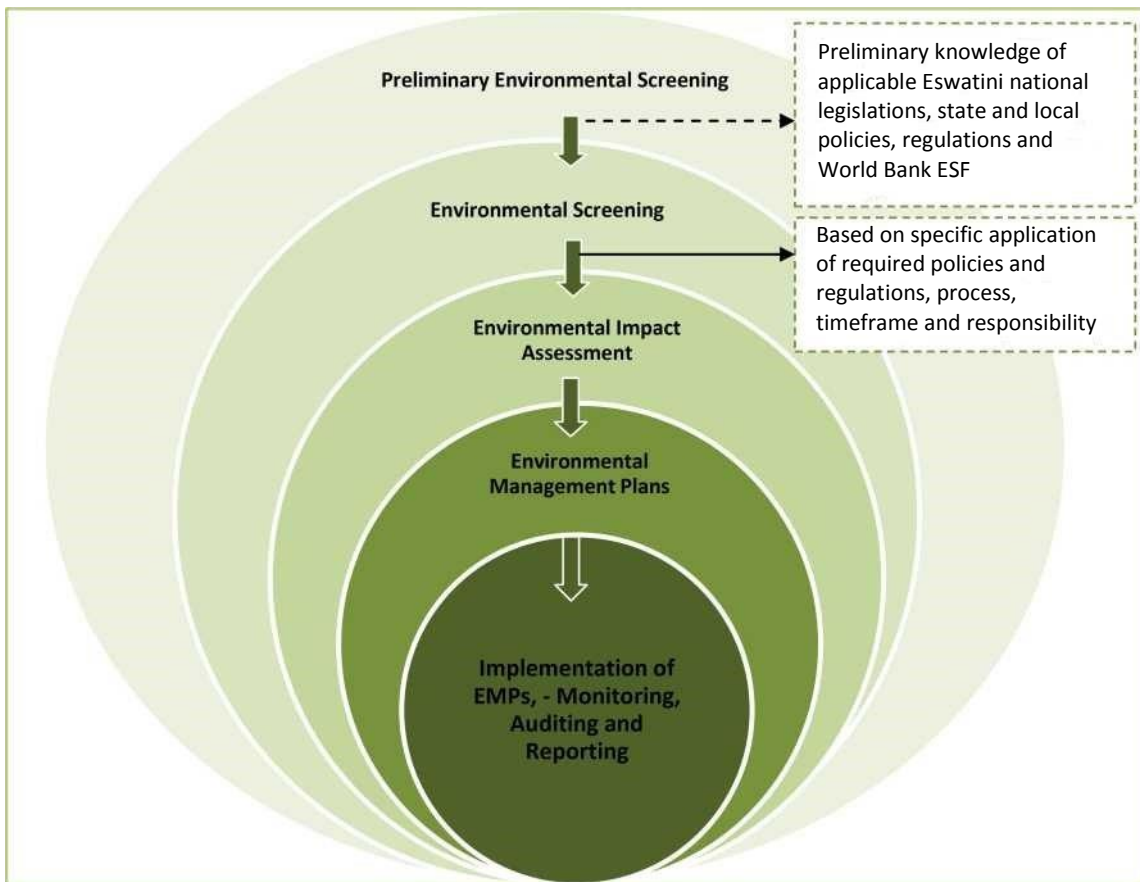 Preliminary Environmental Screening
Preliminary knowledge of
applicable Eswatini national
legislations, state and local
policies, regulations and
World Bank ESF
Environmental Screening
Based on specific application
of required policies and
regulations, process,
timeframe and responsibility
Environmental Impact
Assessment
Environmental
Management Plans
Implementation of
EMPs, - Monitoring,
Auditing and
Reporting